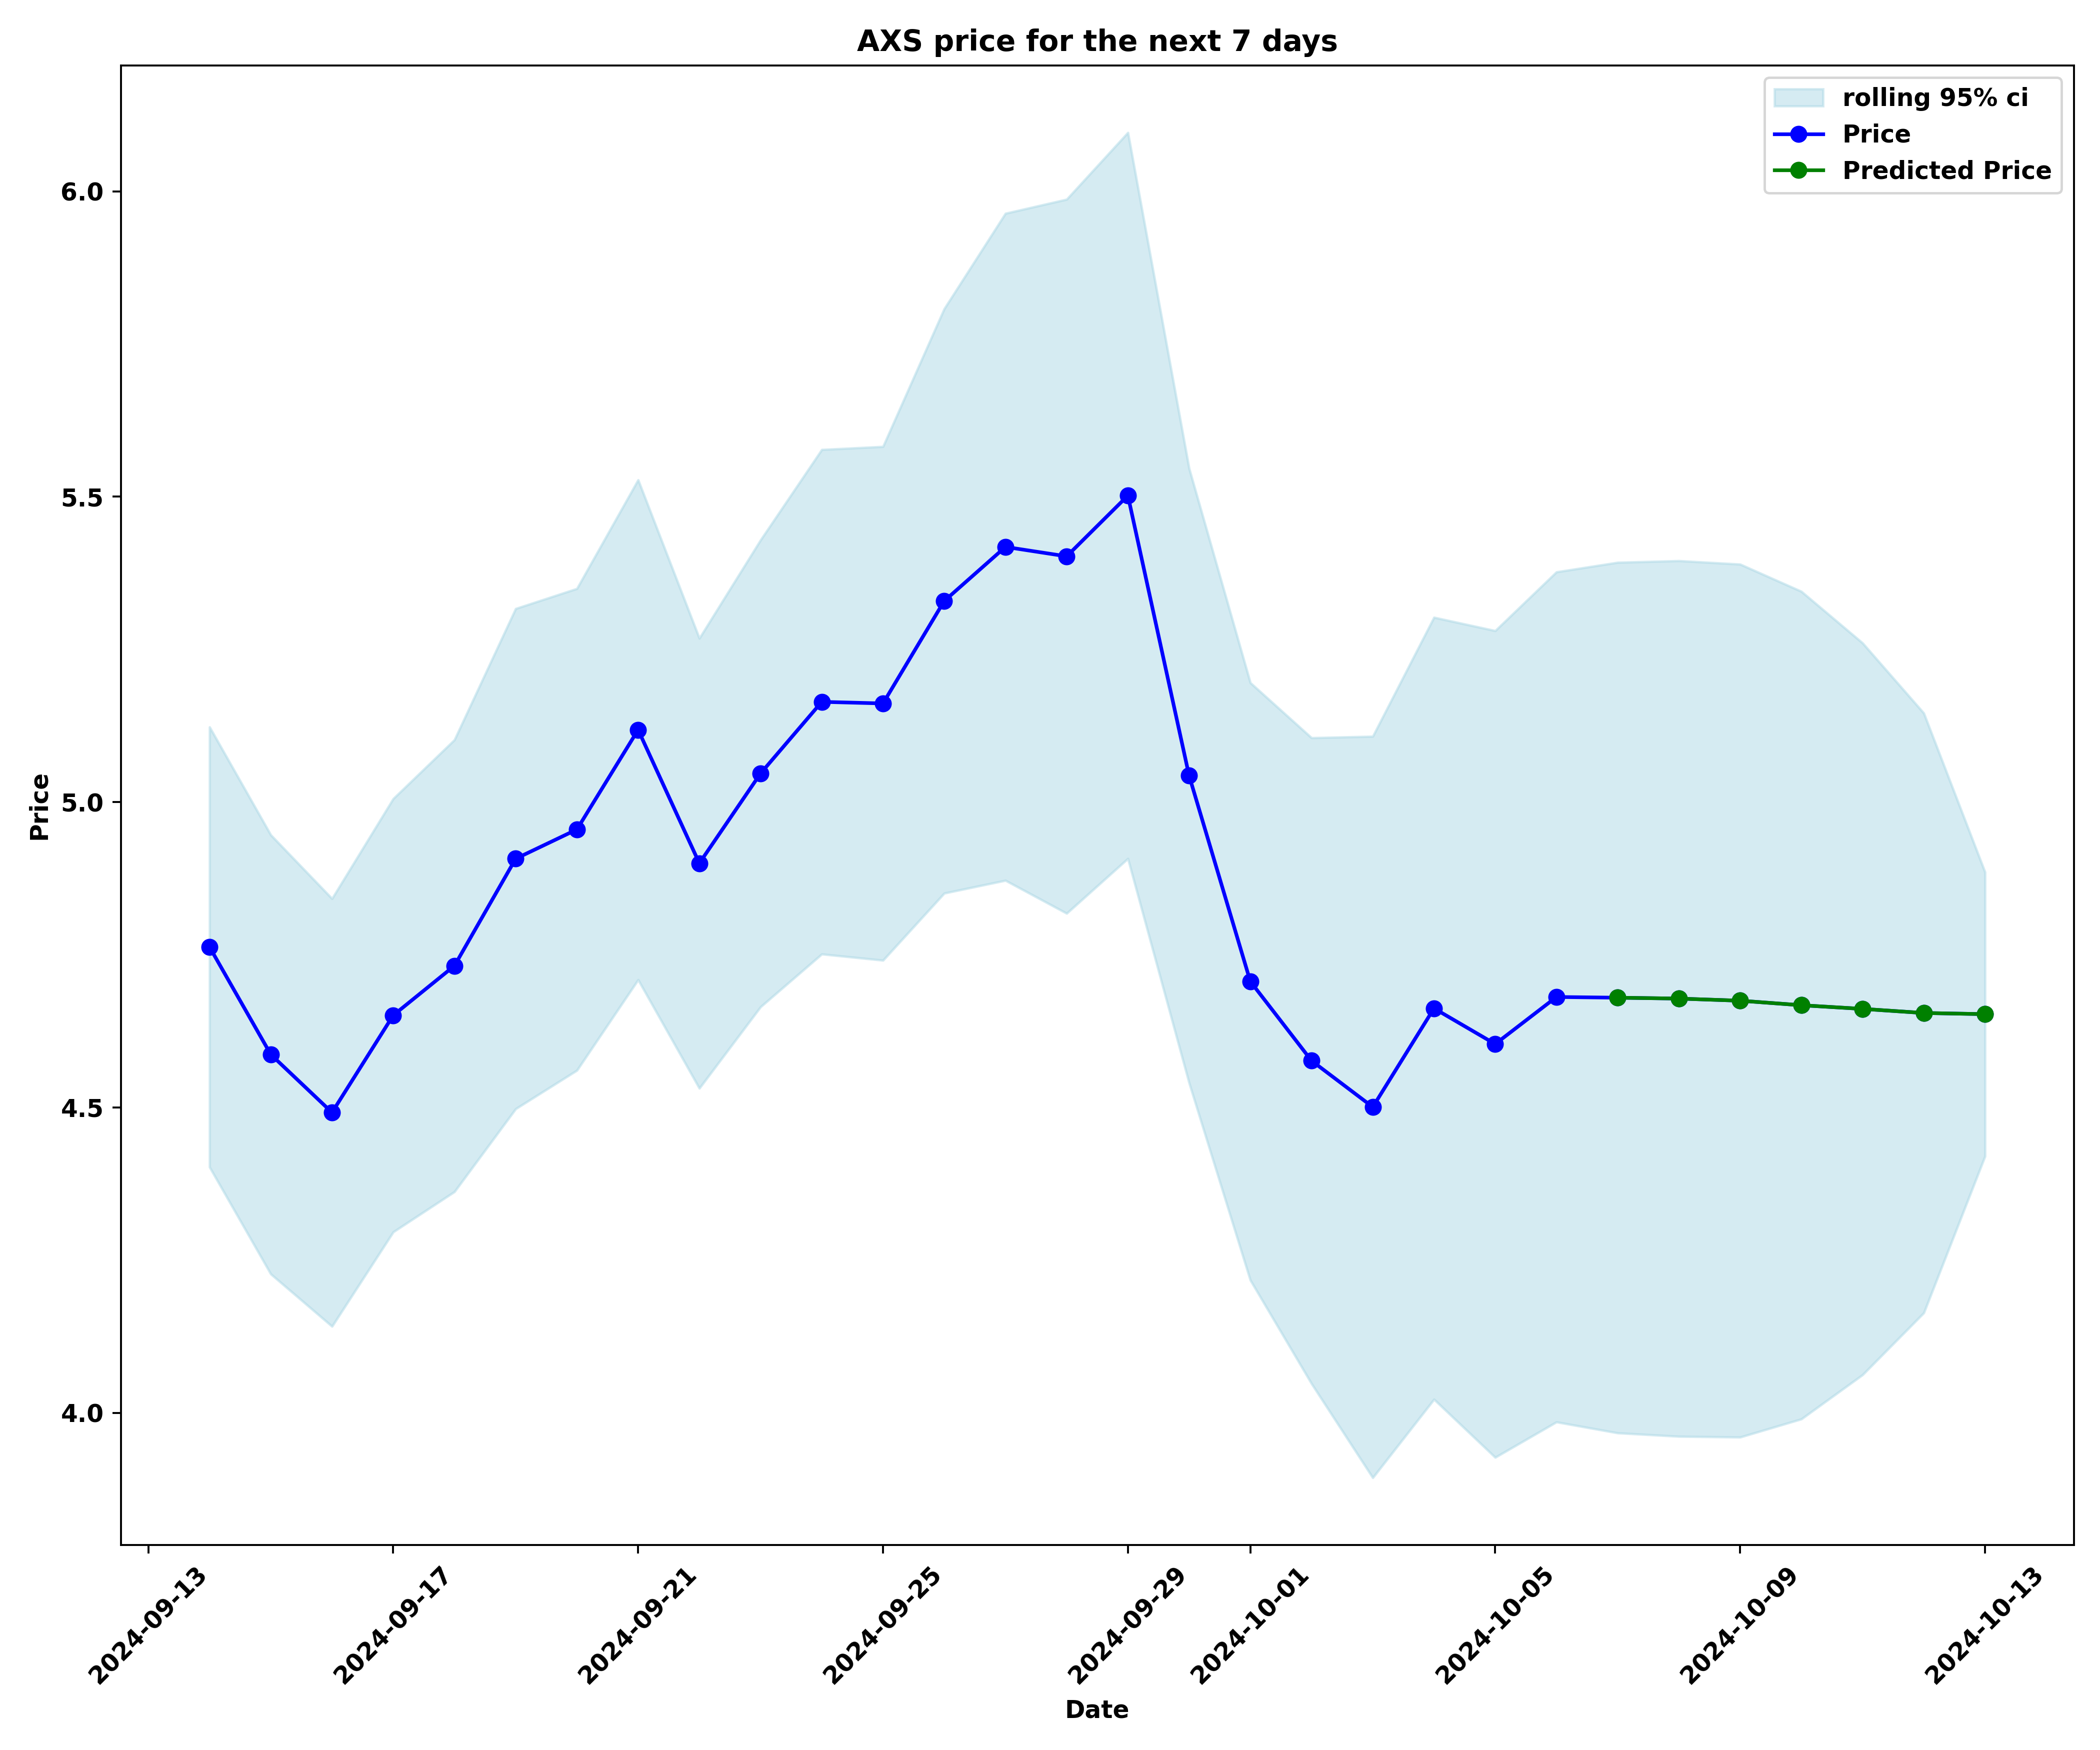 AXS price for the next 7 days
rolling 95% ci
Price
Predicted Price
6.0
5.5
5.0
4.5
4.0
Price
2024-09-13
2024-09-17
2024-09-21
2024-09-25
2024-09-29
2024-10-01
2024-10-05
2024-10-09
2024-10-13
Date